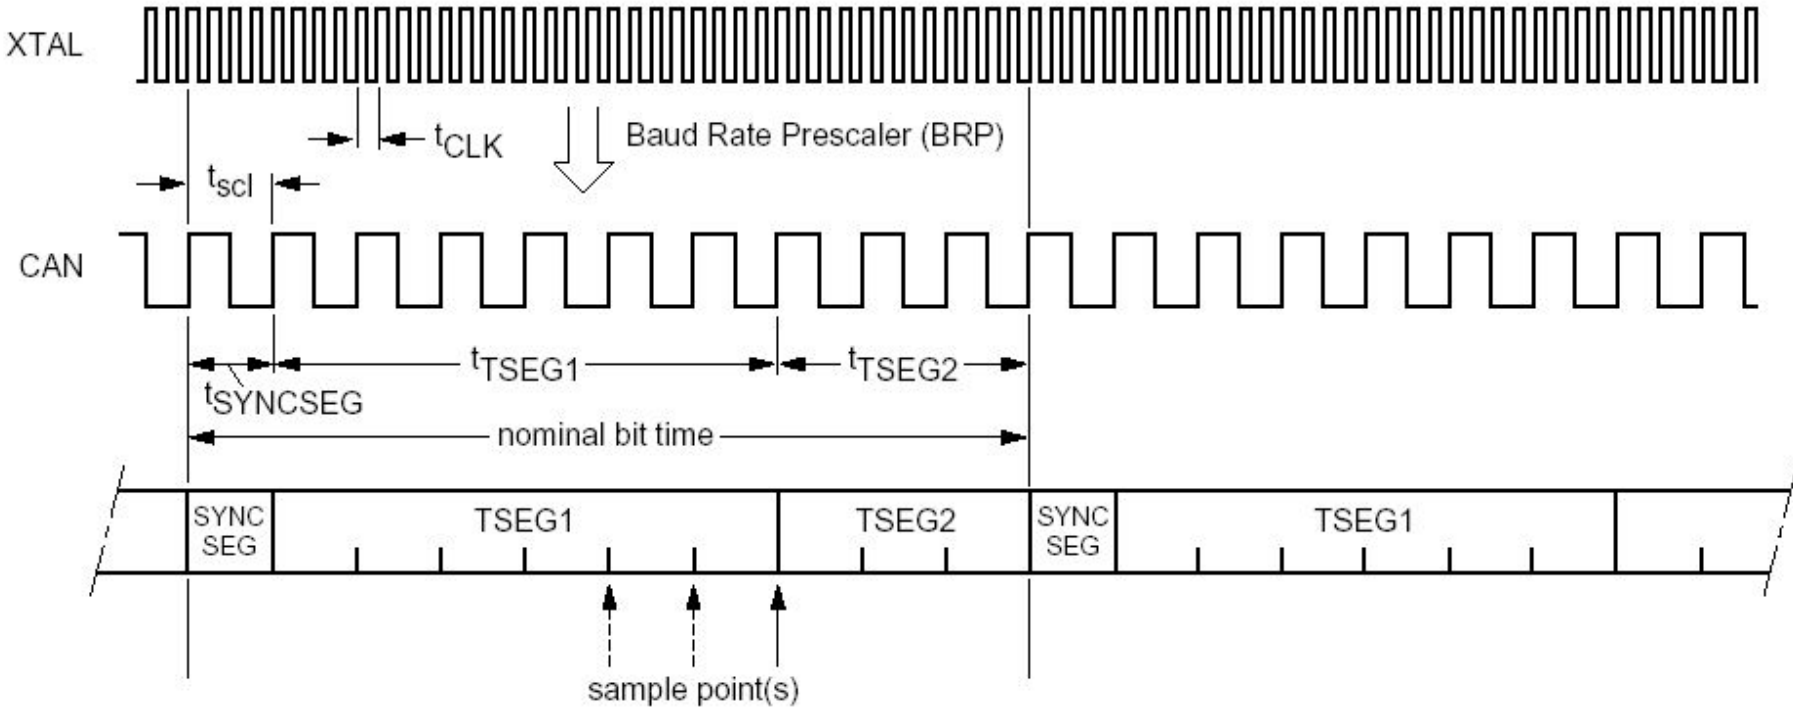 XTAL
tCLK
Baud Rate Prescaler (BRP)
tscl
CAN
tTSEG1
tTSEG2
tSYNCSEG
nominal bit time
SYNC
SEG
TSEG1
TSEG2
SYNC
SEG
TSEG1
sample point(s)